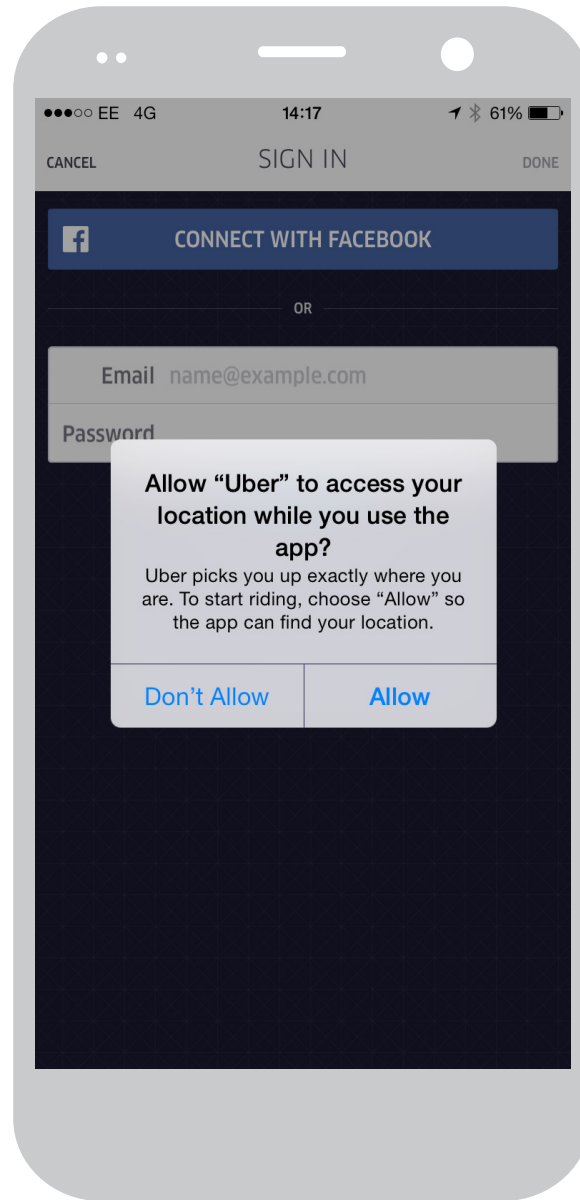 EE 4G 14:17 61%
CANCEL SIGN IN DONE
CONNECT WITH FACEBOOK
OR
Email name@example.com
Password
Allow “Uber” to access your
location while you use the
app?
Uber picks you up exactly where you
are. To start riding, choose “Allow” so
the app can find your location.
Don’t Allow Allow